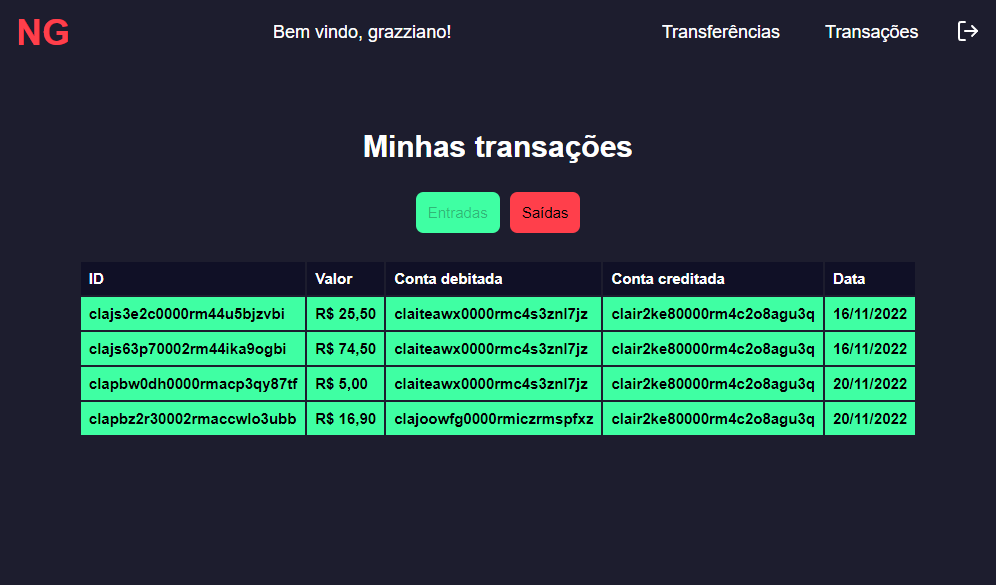 NG Bem vindo, grazziano! Transferências Transações
Minhas transações
Entradas Saídas
ID Valor Conta debitada Conta creditada Data
clajs3e2c0000rm44u5bjzvbi R$ 25,50 claiteawx0000rmc4s3znl7jz clair2ke80000rm4c2o8agu3q 16/11/2022
clajs63p70002rm44ika9ogbi R$ 74,50 claiteawx0000rmc4s3znl7jz clair2ke80000rm4c2o8agu3q 16/11/2022
clapbw0dh0000rmacp3qy87tf R$ 5,00 claiteawx0000rmc4s3znl7jz clair2ke80000rm4c2o8agu3q 20/11/2022
clapbz2r30002rmaccwlo3ubb R$ 16,90 clajoowfg0000rmiczrmspfxz clair2ke80000rm4c2o8agu3q 20/11/2022